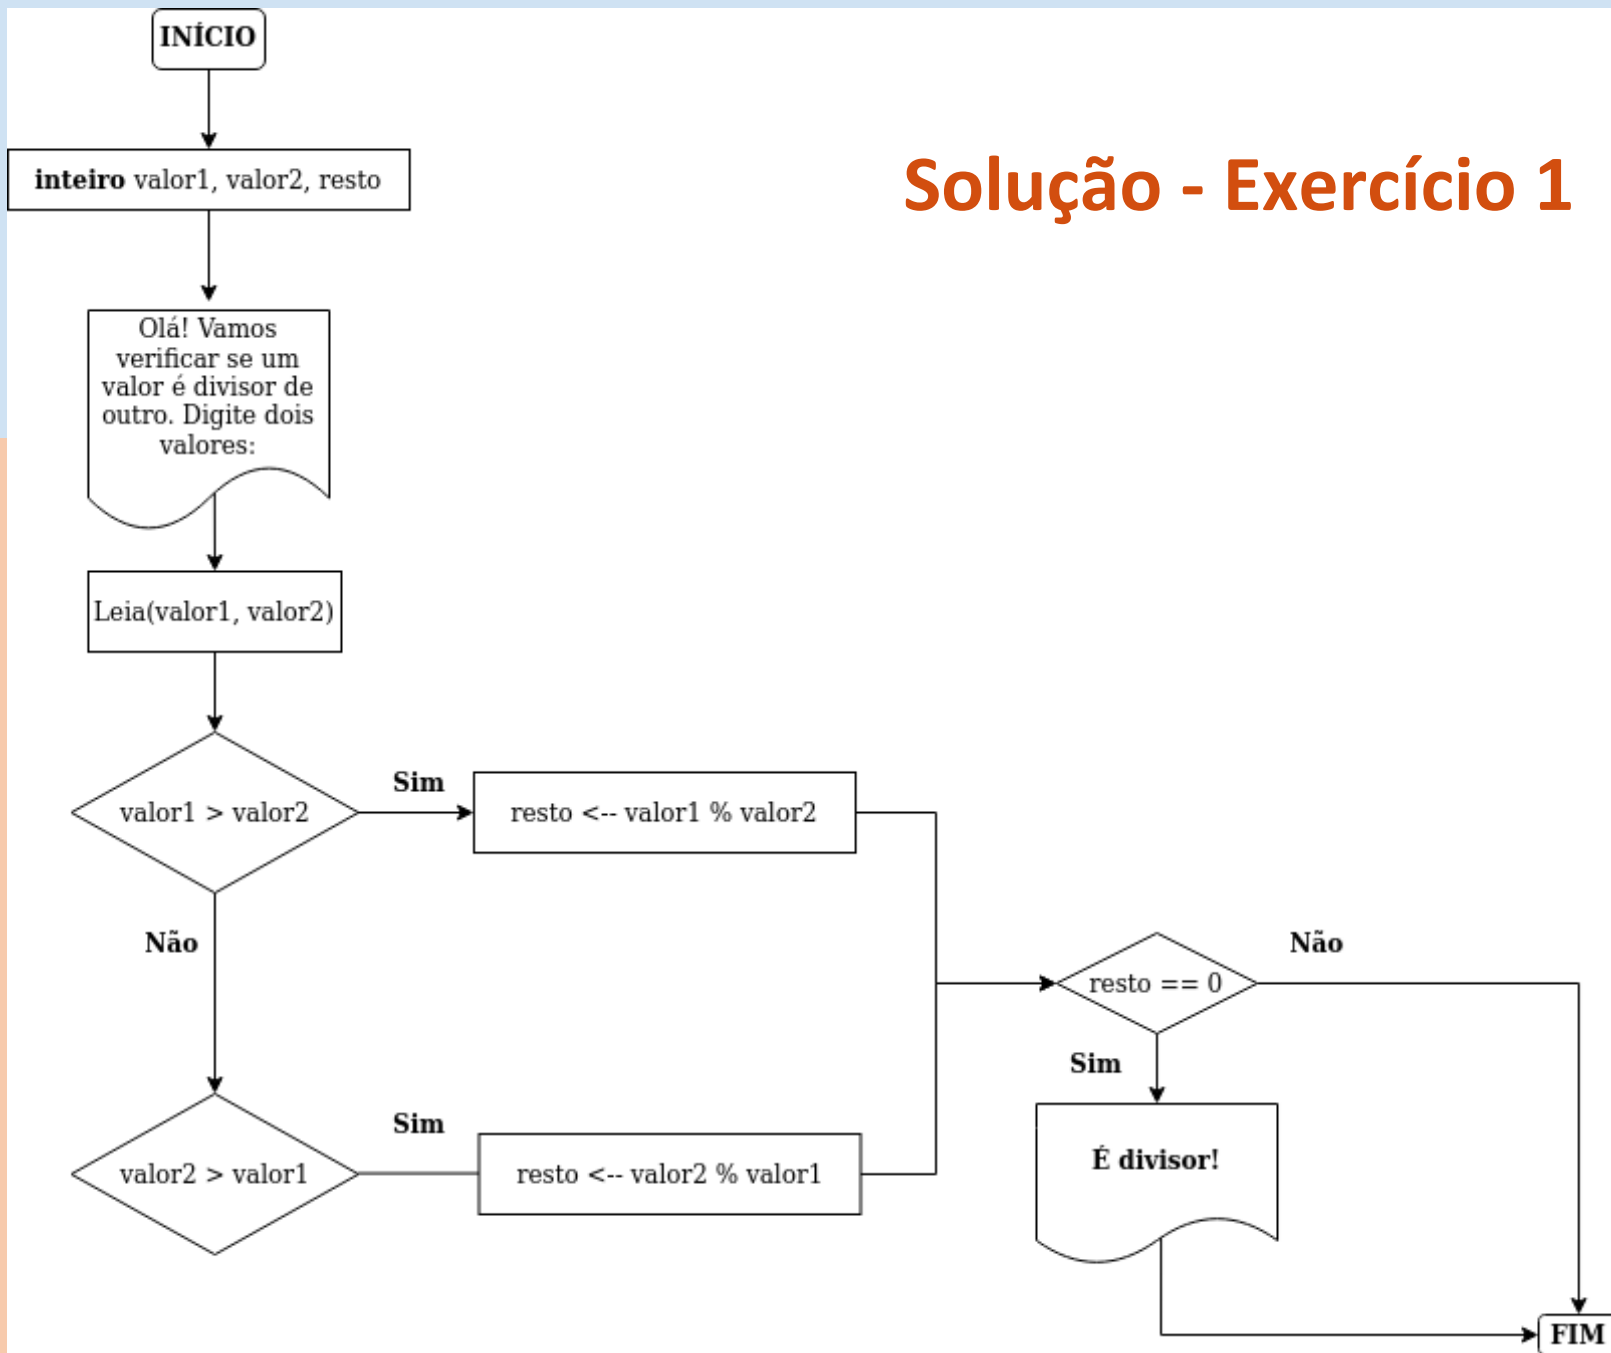 INÍCIO
Solução - Exercício 1
inteiro valor1, valor2, resto
Olá! Vamos
verificar se um
valor é divisor de
outro. Digite dois
valores:
Leia(valor1, valor2)
valor1 > valor2
Sim
resto <-- valor1 % valor2
Não
valor2 > valor1
Sim
resto <-- valor2 % valor1
resto == 0
Não
Sim
É divisor!
FIM